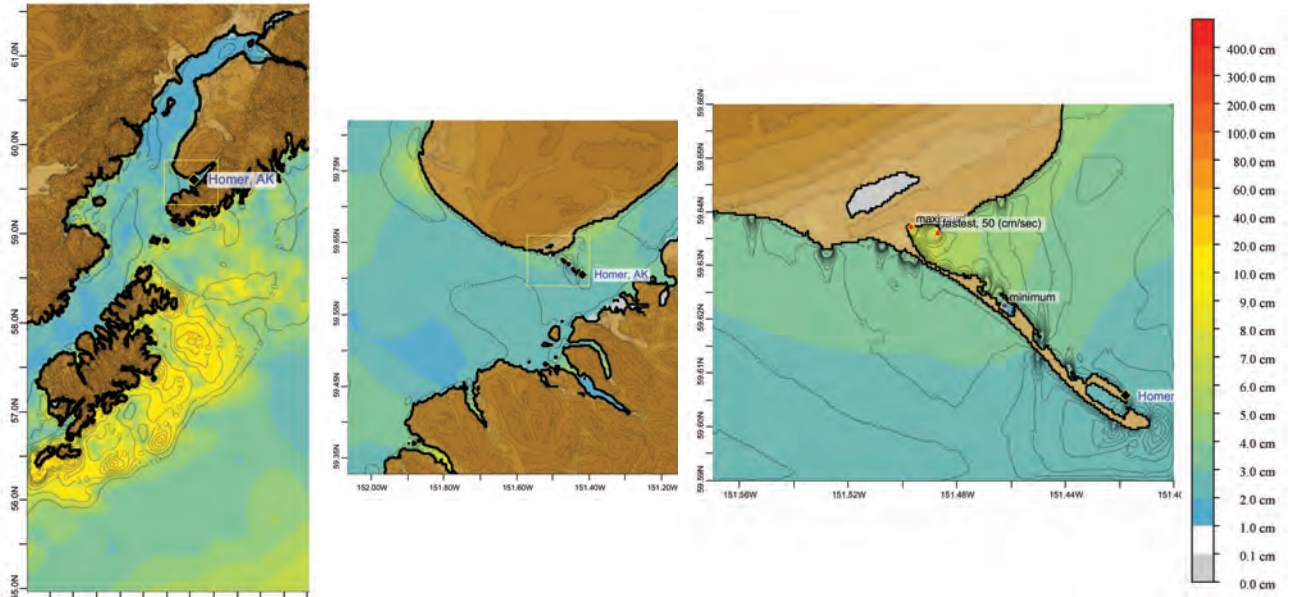 61.0N
60.0N
59.0N
58.0N
57.0N
56.0N
55.0N
Homer, AK
59.75N
59.65N
59.55N
59.45N
59.35N
Homer, AK
152.00W
151.80W
151.60W
151.40W
151.20W
59.66N
59.65N
59.64N
59.63N
59.62N
59.61N
59.60N
59.59N
fastest, 50 (cm/sec)
minimum
Homer
151.56W
151.52W
151.48W
151.44W
400.0 cm
300.0 cm
200.0 cm
100.0 cm
80.0 cm
60.0 cm
40.0 cm
20.0 cm
10.0 cm
9.0 cm
8.0 cm
7.0 cm
6.0 cm
5.0 cm
4.0 cm
3.0 cm
2.0 cm
1.0 cm
0.1 cm
0.0 cm